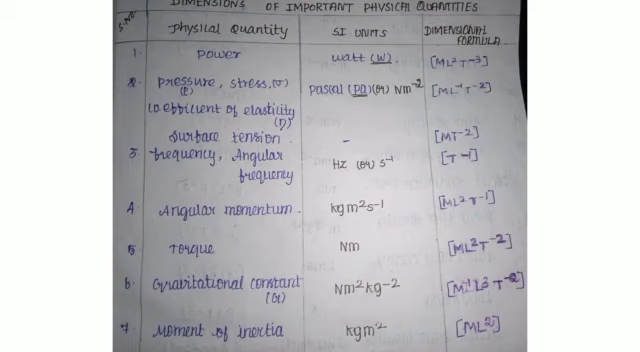 DIMENSIONS OF IMPORTANT PHYSICAL QUANTITIES
S.NO. Physical Quantity SI UNITS DIMENSIONAL FORMULA.
1. Power watt (W). [ML²T⁻³]
2. pressure, stress, (σ) (P) pascal (pa) (or) Nm⁻² [ML⁻¹T⁻²]
coefficient of elasticity (η)
surface tension. - [MT⁻²]
3. frequency, Angular frequency HZ (or) s⁻¹ [T⁻¹]
4. Angular momentum. kgm²s-1 [ML²T⁻¹]
5. Torque Nm [ML²T⁻²]
6. Gravitational constant (G) Nm²kg-2 [M⁻¹L³T⁻²]
7. Moment of inertia kgm² [ML²]